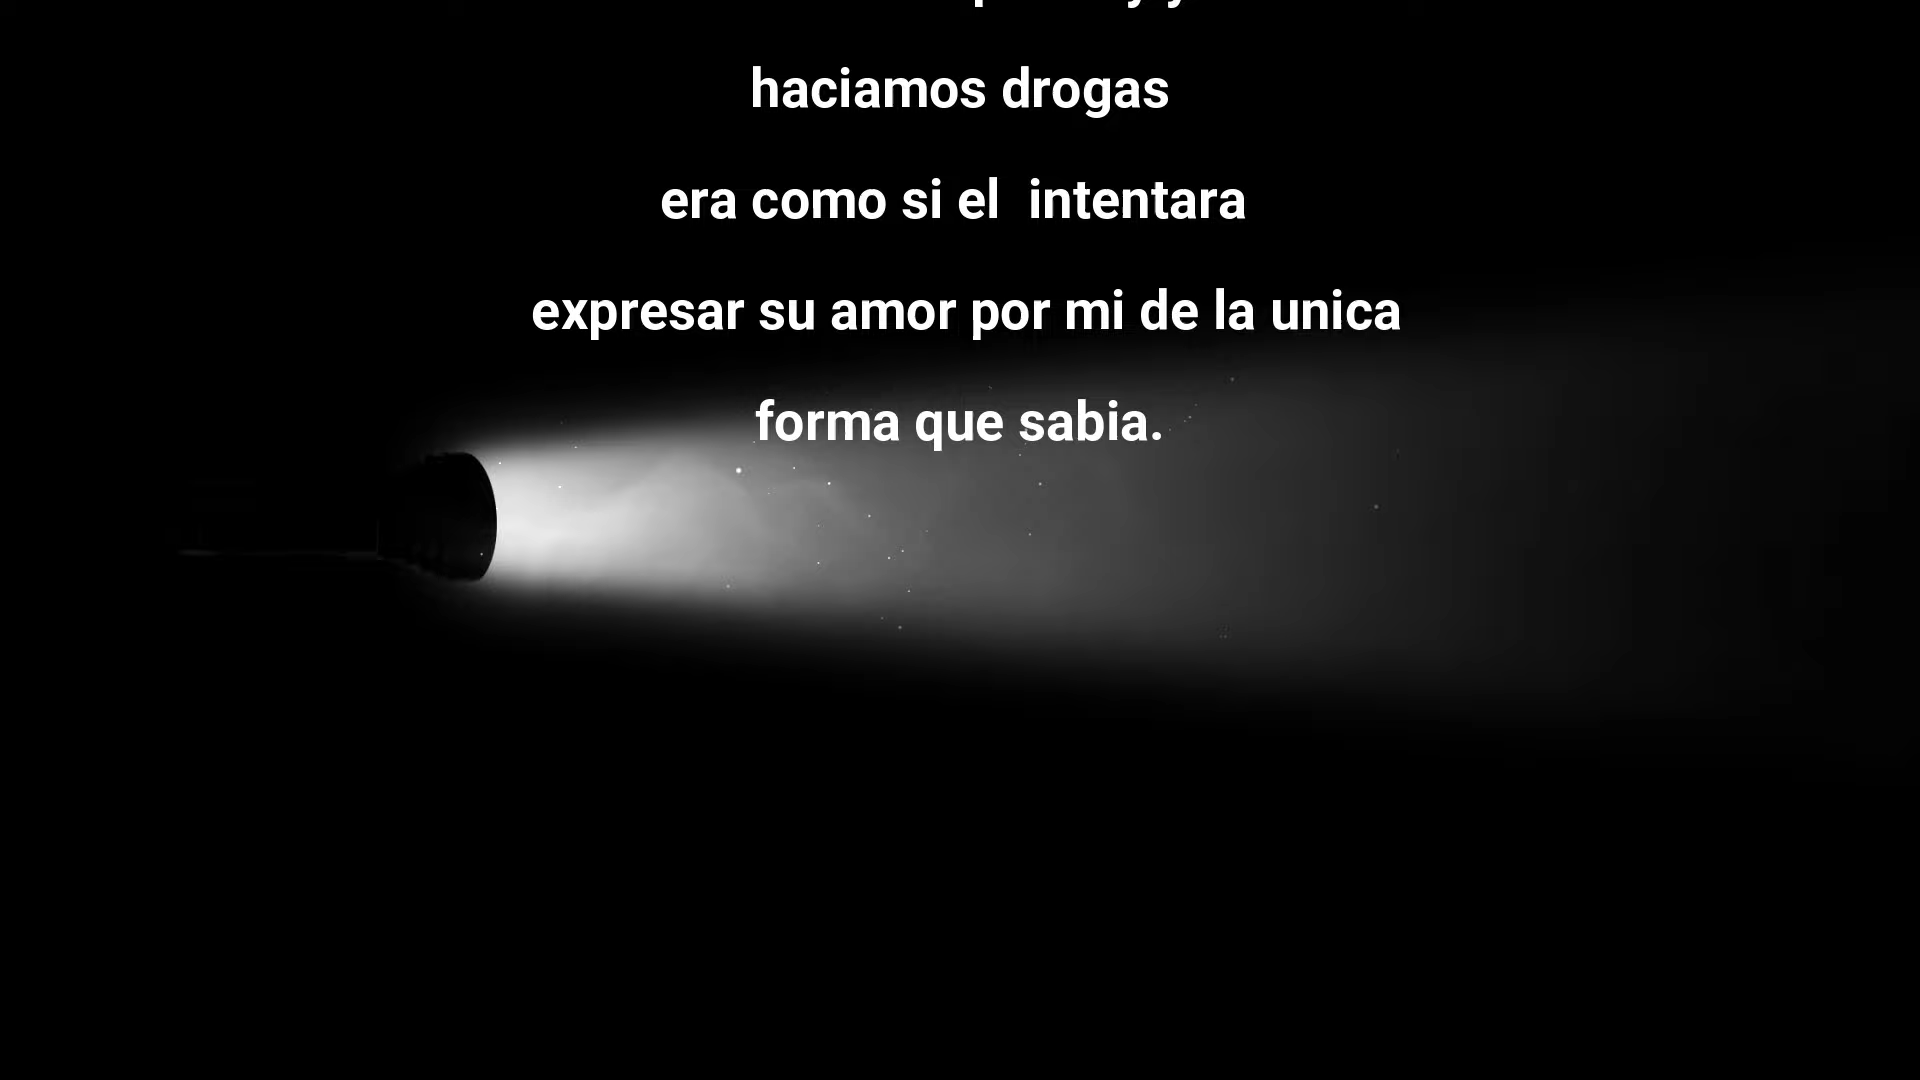 haciamos drogas
era como si el  intentara
expresar su amor por mi de la unica
forma que sabia.